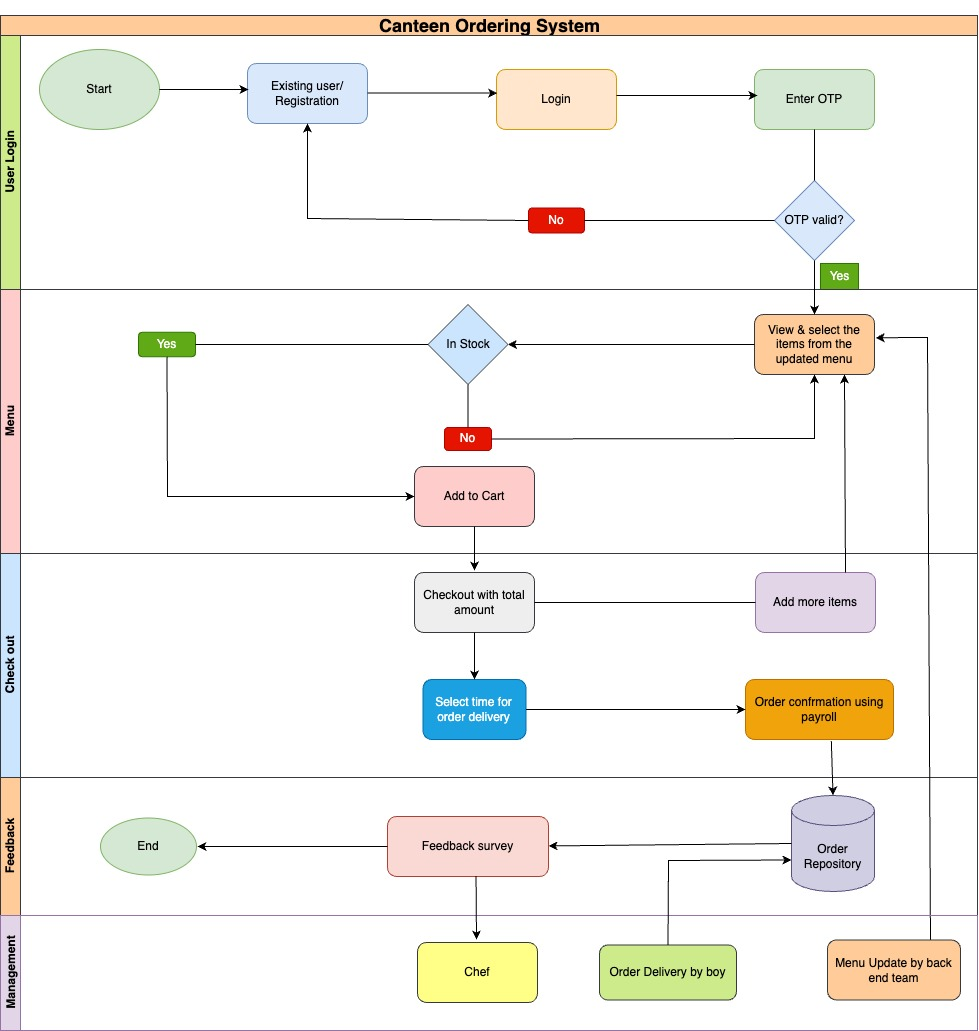 Canteen Ordering System
User Login
Start
Existing user/
Registration
Login
Enter OTP
No
OTP valid?
Yes
Menu
Yes
In Stock
View & select the
items from the
updated menu
No
Add to Cart
Check out
Checkout with total
amount
Add more items
Select time for
order delivery
Order confrmation using
payroll
Feedback
End
Feedback survey
Order
Repository
Management
Chef
Order Delivery by boy
Menu Update by back
end team